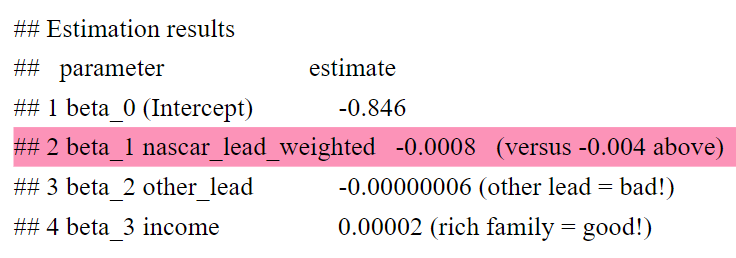 ## Estimation results
## parameter estimate
## 1 beta_0 (Intercept) -0.846
## 2 beta_1 nascar_lead_weighted -0.0008 (versus -0.004 above)
## 3 beta_2 other_lead -0.00000006 (other lead = bad!)
## 4 beta_3 income 0.00002 (rich family = good!)